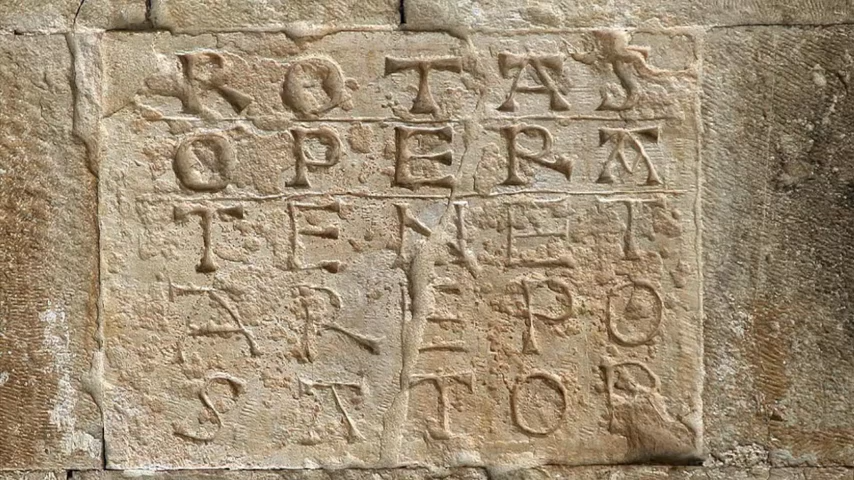 ROTAS
OPERA
TENET
AREPO
SATOR